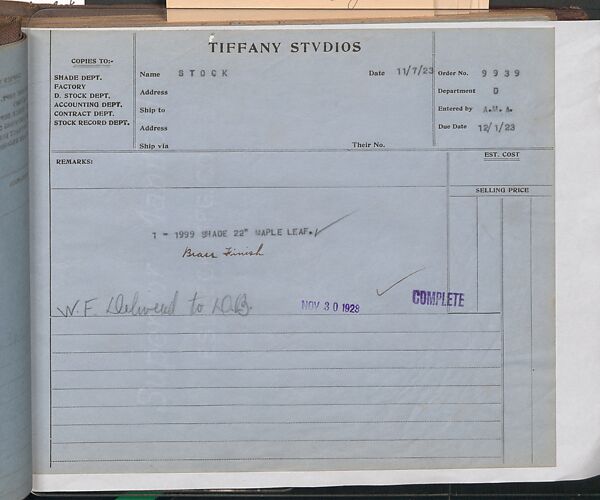 TIFFANY STVDIOS
COPIES TO:-
SHADE DEPT.
FACTORY
D. STOCK DEPT.
ACCOUNTING DEPT.
CONTRACT DEPT.
STOCK RECORD DEPT.
Name STOCK Date 11/7/23
Address
Ship to
Address
Ship via Their No.
Order No. 9939
Department D
Entered by A.M.A.
Due Date 12/1/23
REMARKS:
EST. COST
SELLING PRICE
1 - 1999 SHADE 22" MAPLE LEAF.
Brass Finish
W.F. Delivered to D.B.
NOV 30 1928
COMPLETE